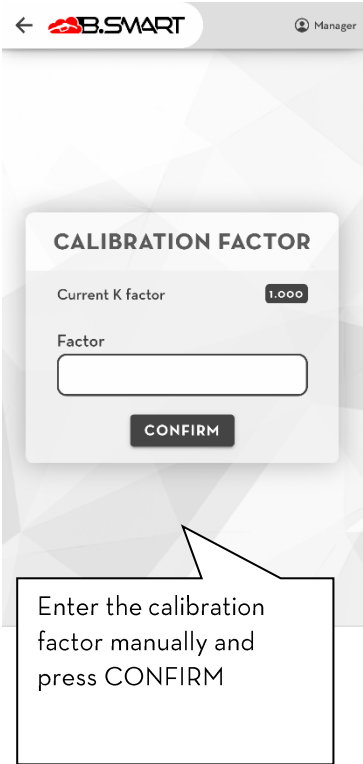 B.SMART
Manager
CALIBRATION FACTOR
Current K factor
1.000
Factor
CONFIRM
Enter the calibration
factor manually and
press CONFIRM